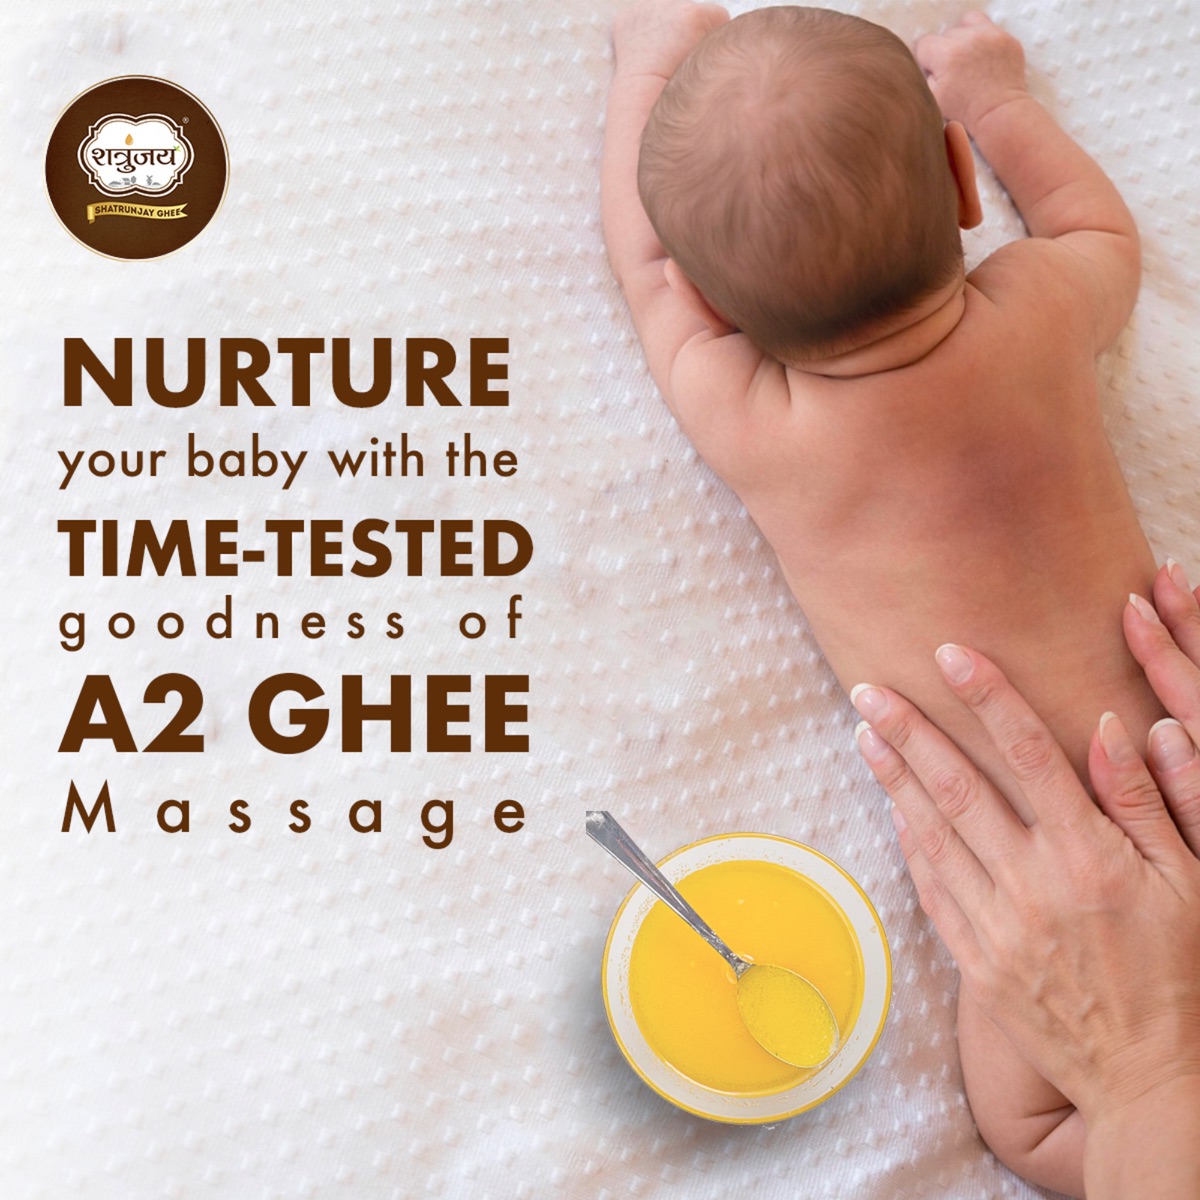 शत्रुंजय
®
SHATRUNJAY GHEE
NURTURE
your baby with the
TIME-TESTED
goodness of
A2 GHEE
Massage